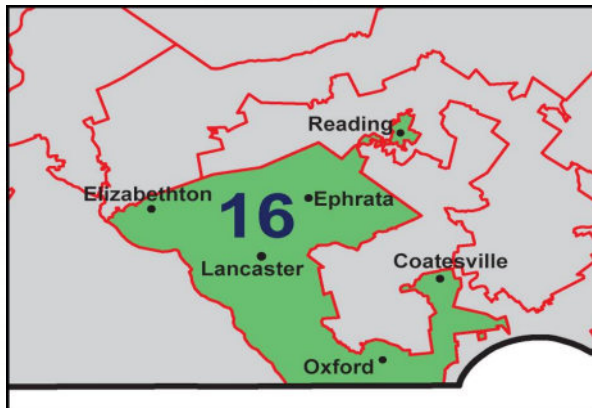 Reading
Elizabethton
16
Ephrata
Lancaster
Coatesville
Oxford